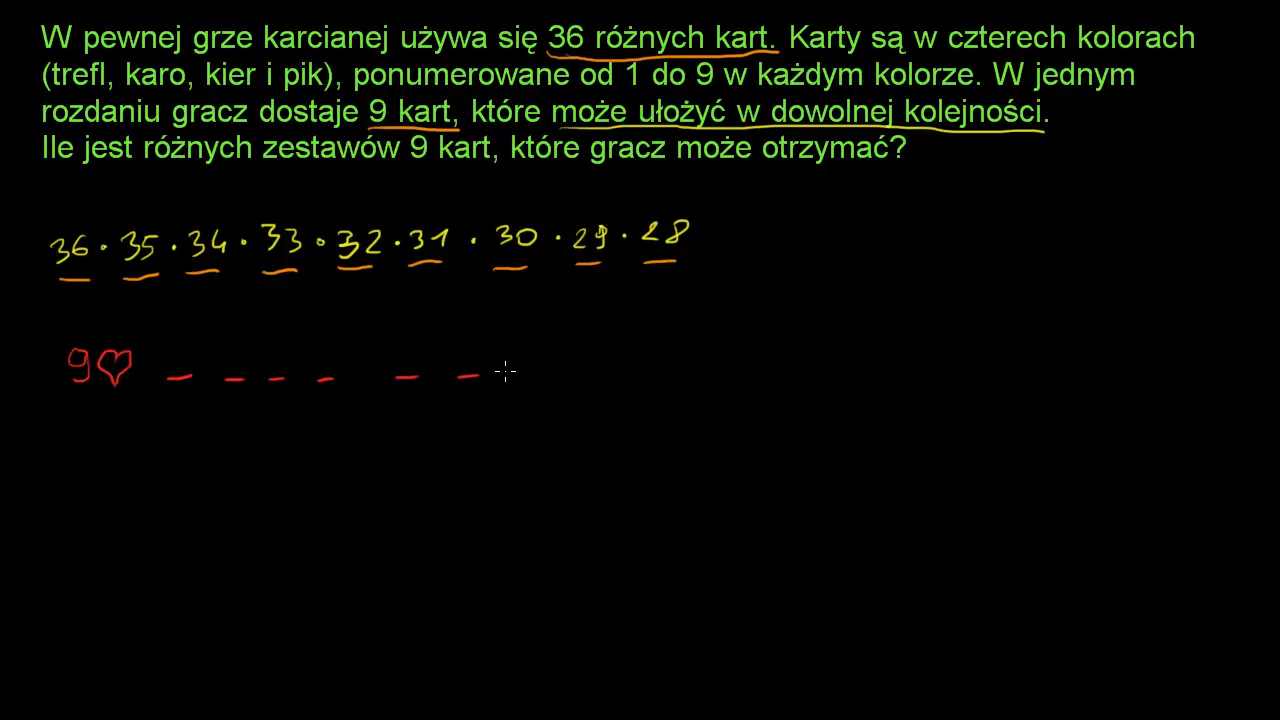 W pewnej grze karcianej używa się 36 różnych kart. Karty są w czterech kolorach
(trefl, karo, kier i pik), ponumerowane od 1 do 9 w każdym kolorze. W jednym
rozdaniu gracz dostaje 9 kart, które może ułożyć w dowolnej kolejności.
Ile jest różnych zestawów 9 kart, które gracz może otrzymać?
36 · 35 · 34 · 33 · 32 · 31 · 30 · 29 · 28
9♡ _ _ _ _ _ _